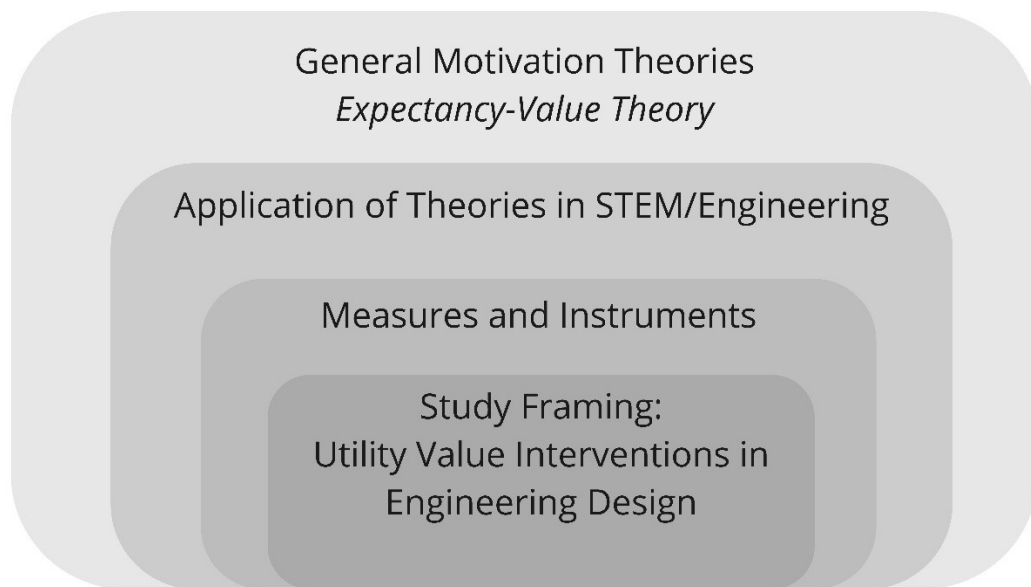 General Motivation Theories
Expectancy-Value Theory
Application of Theories in STEM/Engineering
Measures and Instruments
Study Framing:
Utility Value Interventions in
Engineering Design